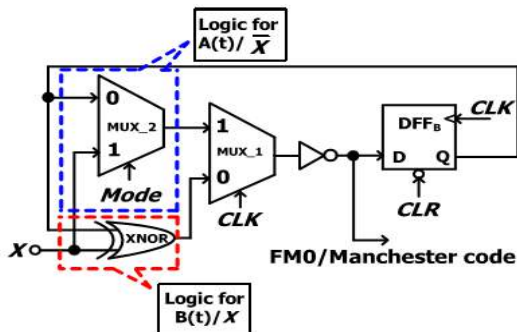 Logic for
A(t)/ X̅
0
MUX_2
1
Mode
1
MUX_1
0
CLK
CLK
DFF_B
D Q
CLR
X
XNOR
FM0/Manchester code
Logic for
B(t)/X